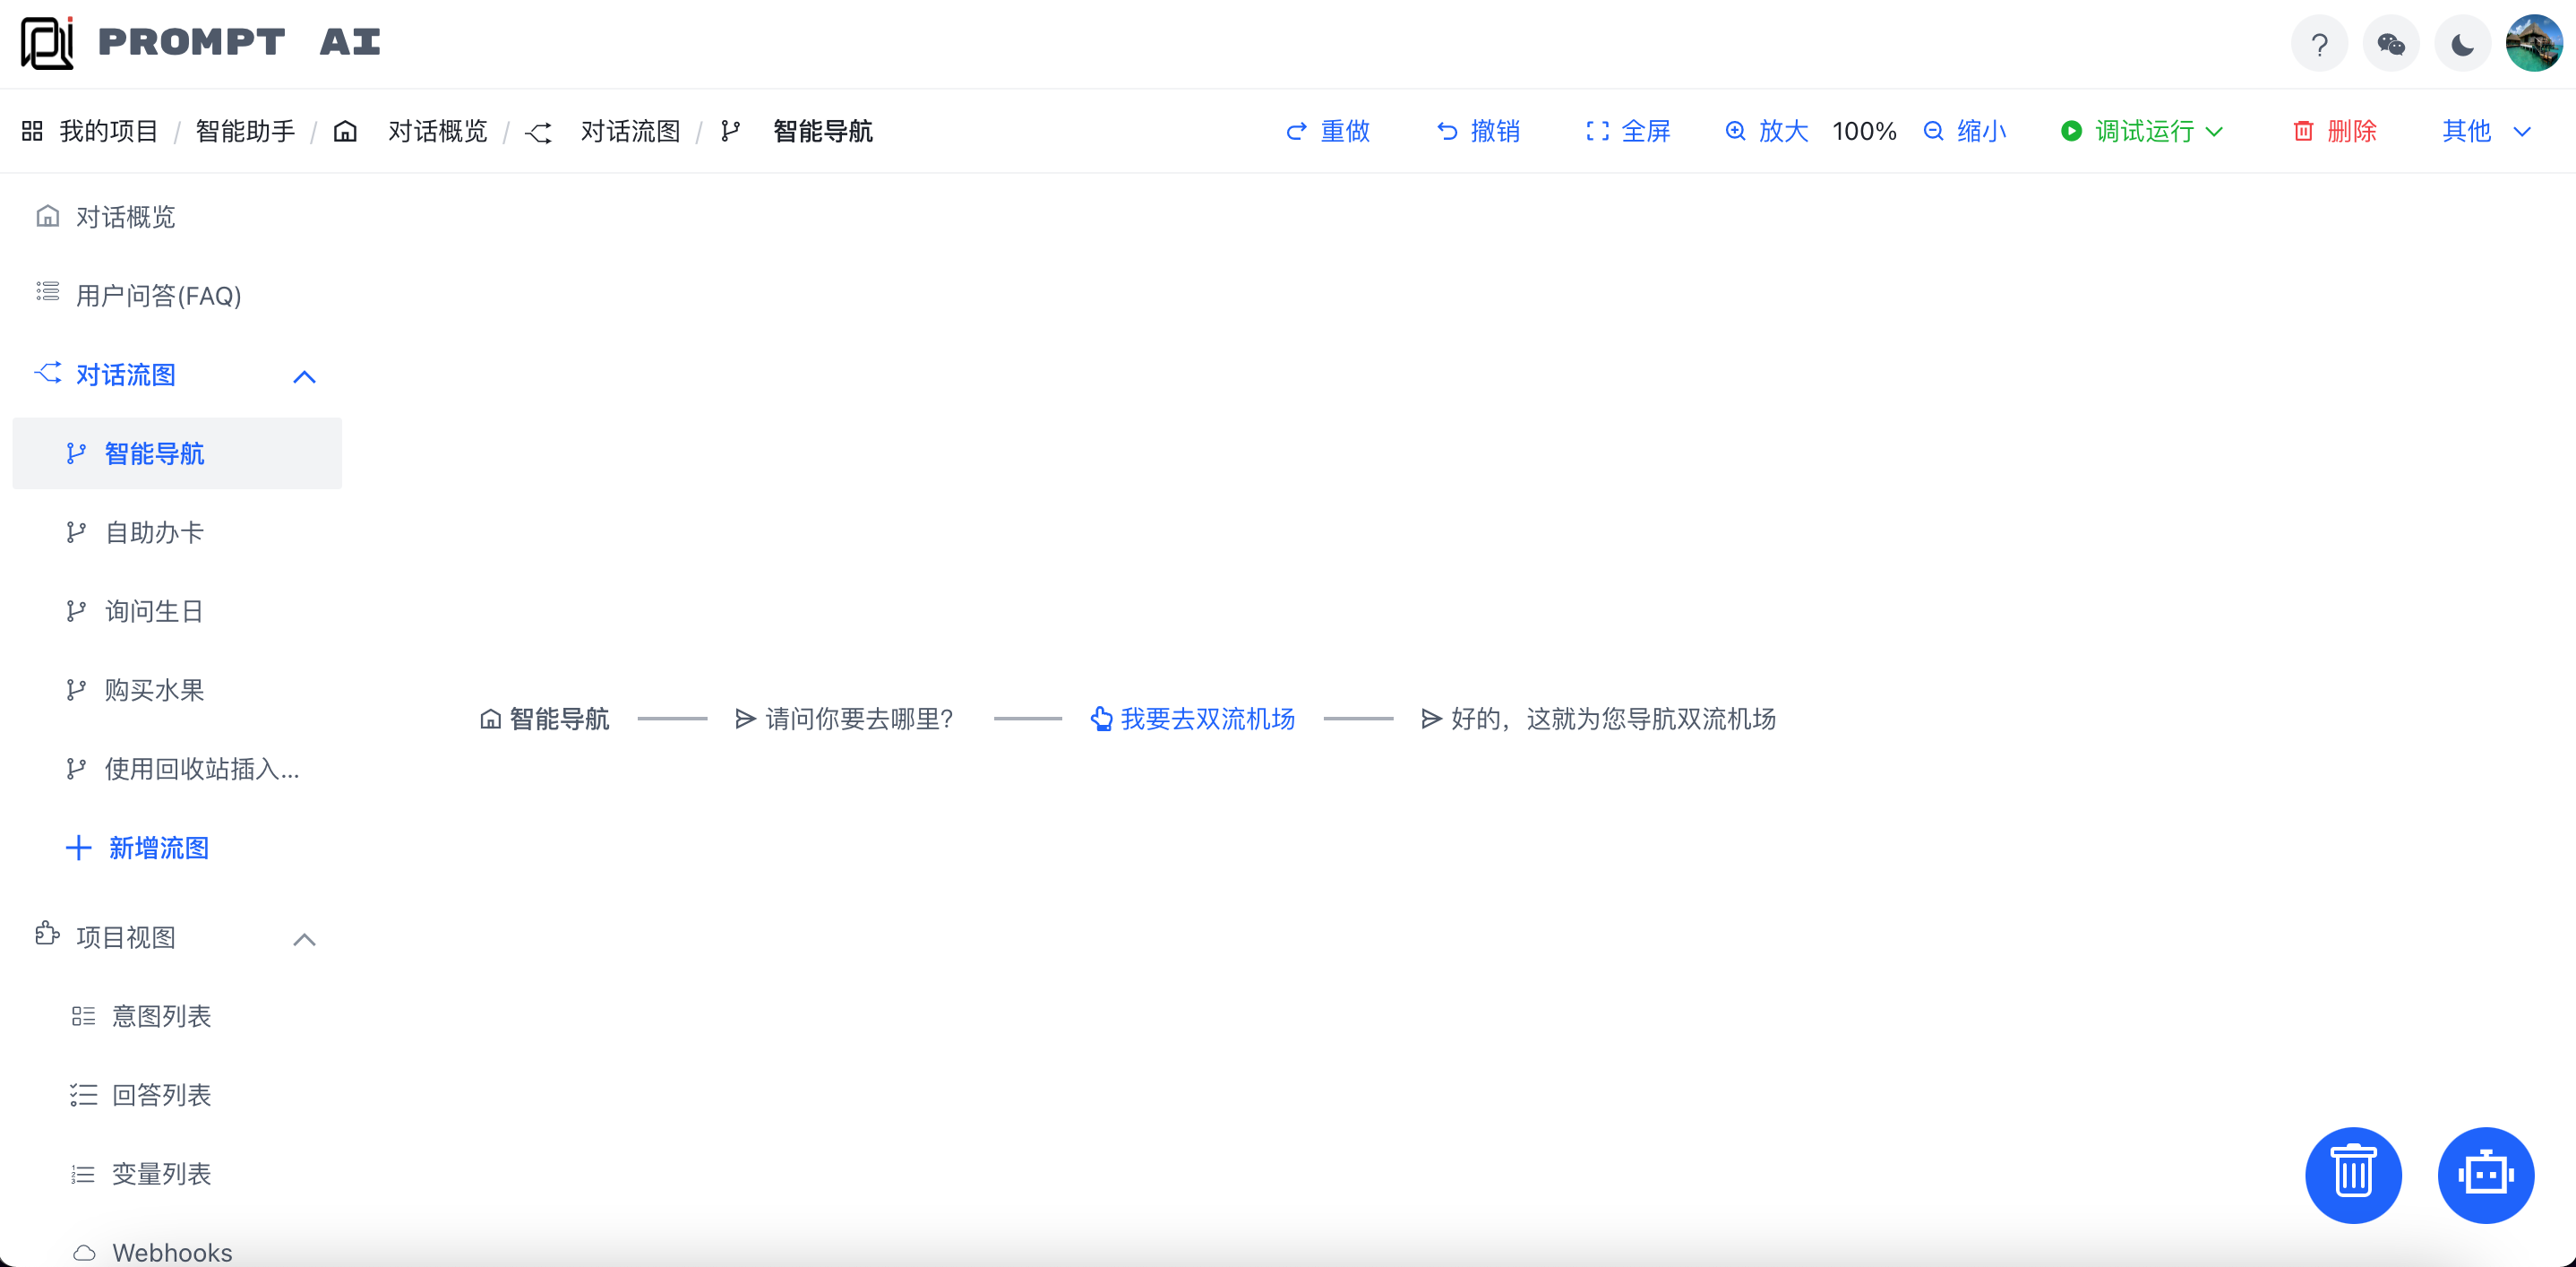 PROMPT AI
我的项目 / 智能助手 / 对话概览 / 对话流图 / 智能导航 重做 撤销 全屏 放大 100% 缩小 调试运行 删除 其他
对话概览
用户问答(FAQ)
对话流图
智能导航
自助办卡
询问生日
购买水果
使用回收站插入...
新增流图
项目视图
意图列表
回答列表
变量列表
Webhooks
智能导航 请问你要去哪里? 我要去双流机场 好的，这就为您导航双流机场